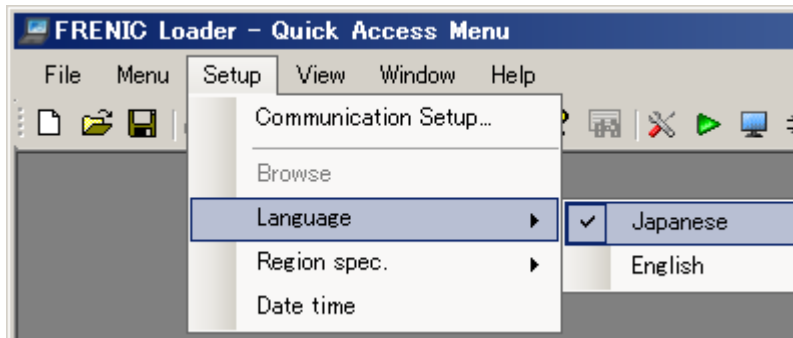 FRENIC Loader - Quick Access Menu
File Menu Setup View Window Help
Communication Setup...
Browse
Language
Japanese
Region spec.
English
Date time